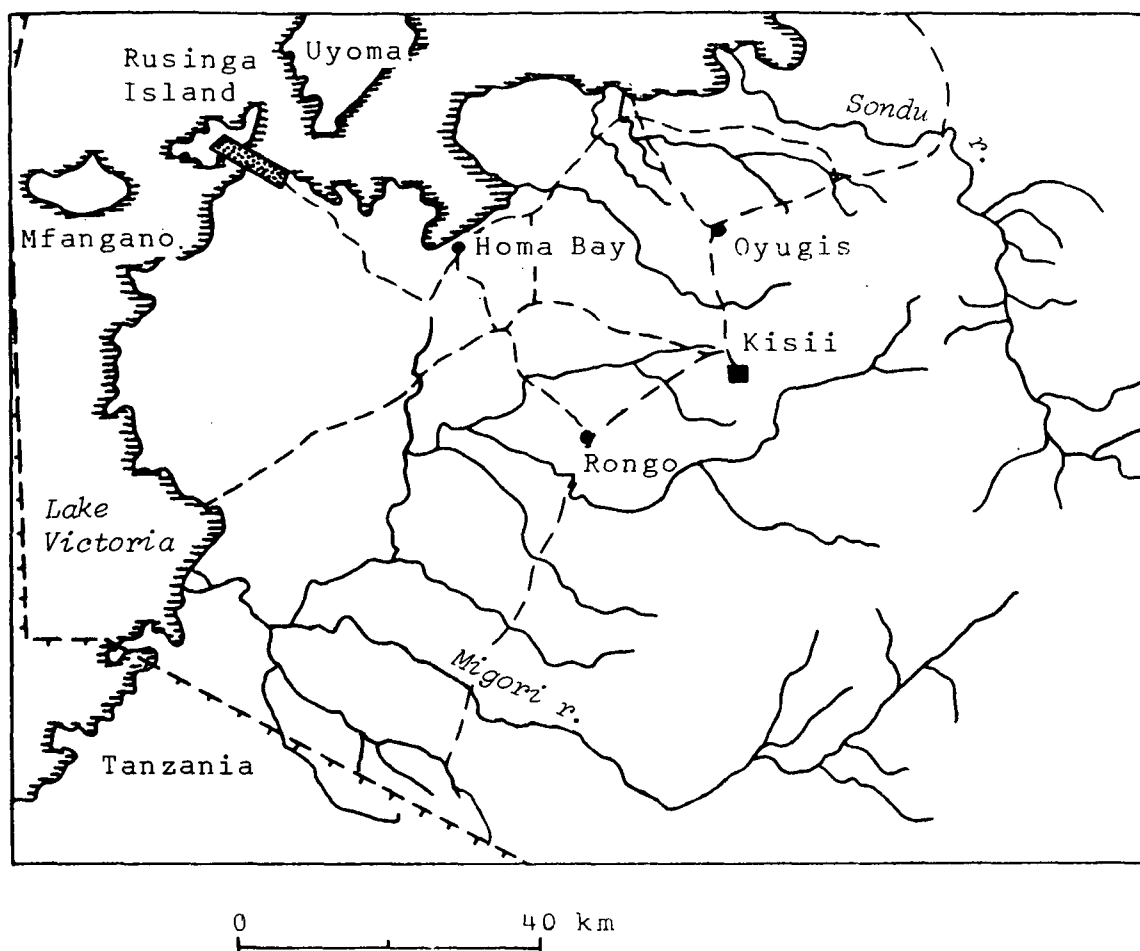 Uyoma
Rusinga
Island
Sondu
r.
Mfangano
Homa Bay
Oyugis
Kisii
Rongo
Lake
Victoria
Migori r.
Tanzania
0 40 km